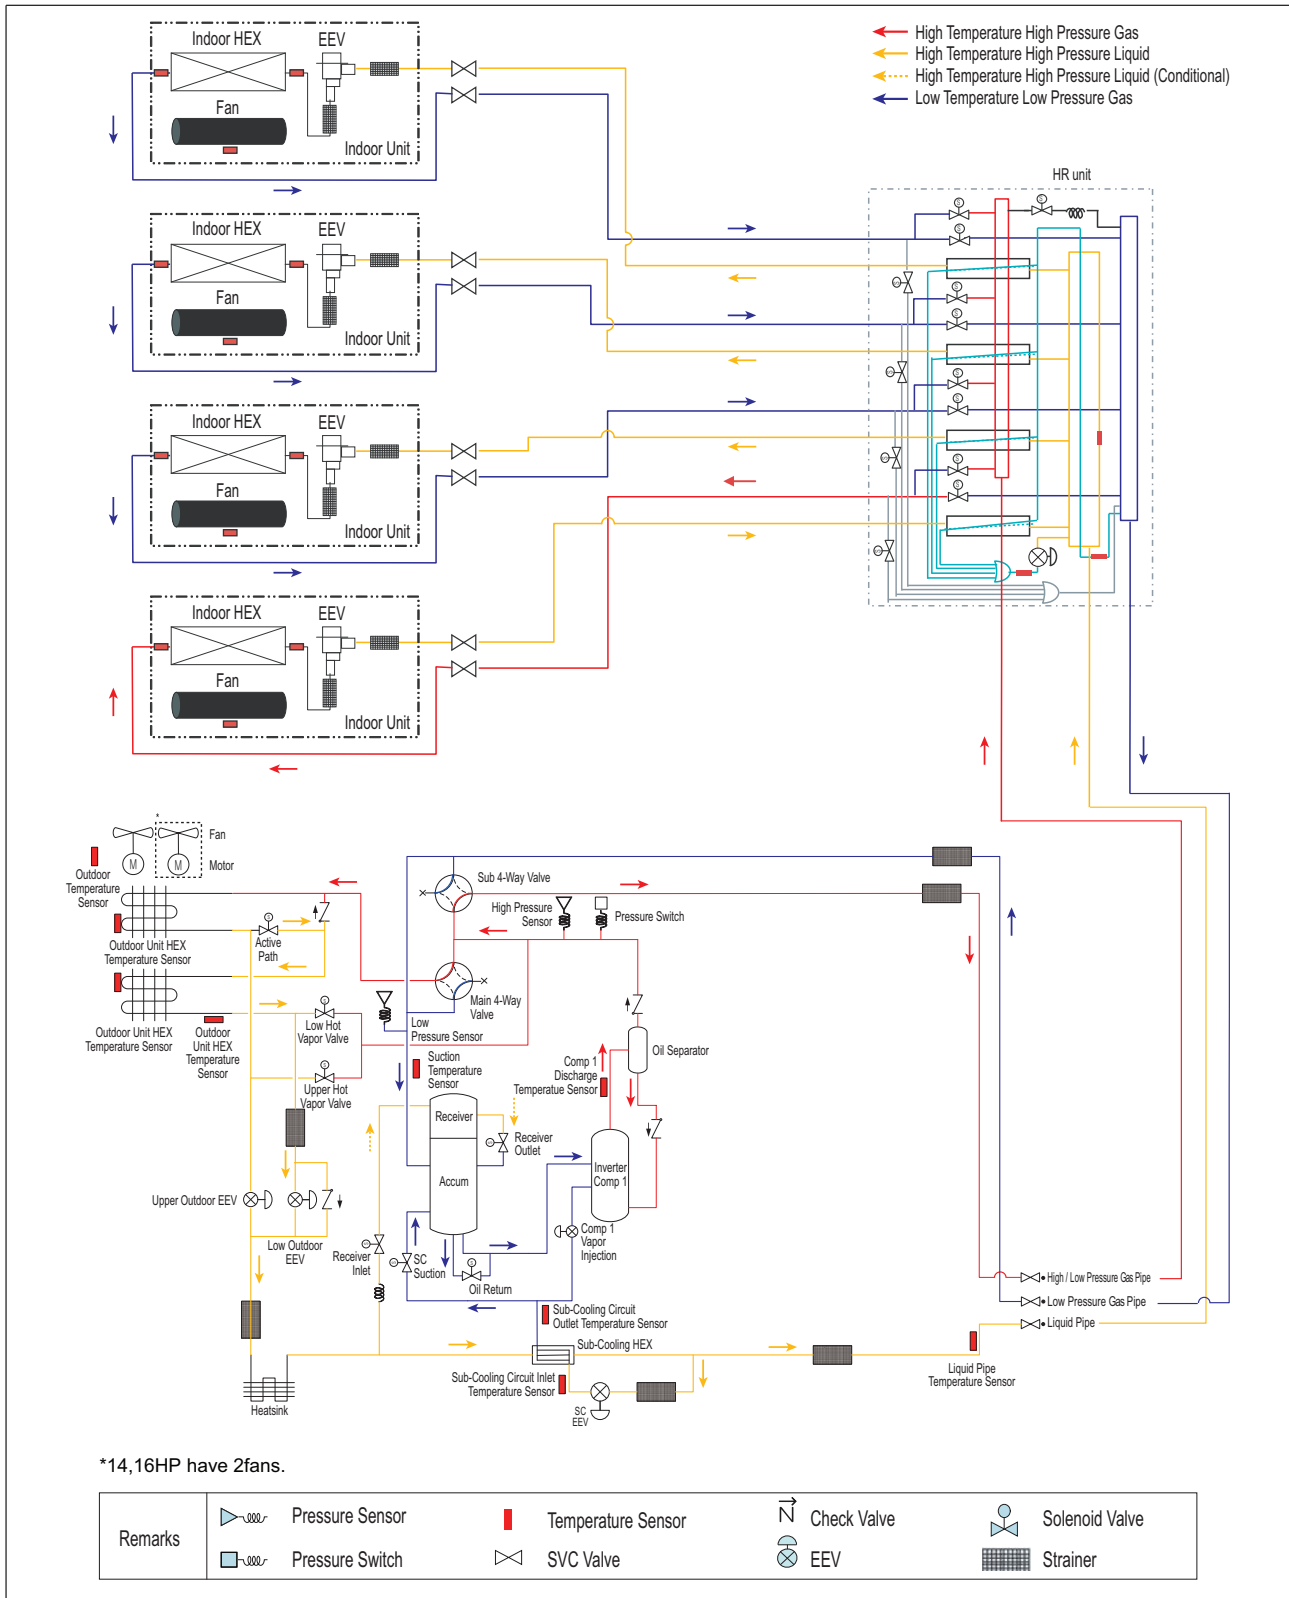 High Temperature High Pressure Gas
High Temperature High Pressure Liquid
High Temperature High Pressure Liquid (Conditional)
Low Temperature Low Pressure Gas
Indoor HEX
EEV
Fan
Indoor Unit
Indoor HEX
EEV
Fan
Indoor Unit
Indoor HEX
EEV
Fan
Indoor Unit
Indoor HEX
EEV
Fan
Indoor Unit
HR unit
S
S
S
S
S
S
S
S
S
S
S
S
S
*
Fan
Motor
M
M
Outdoor
Temperature
Sensor
Outdoor Unit HEX
Temperature Sensor
S
Active
Path
Outdoor Unit HEX
Temperature Sensor
Outdoor
Unit HEX
Temperature
Sensor
S
Low Hot
Vapor Valve
S
Upper Hot
Vapor Valve
Sub 4-Way Valve
High Pressure
Sensor
Pressure Switch
Main 4-Way
Valve
Low
Pressure Sensor
Suction
Temperature
Sensor
Comp 1
Discharge
Temperatue Sensor
Oil Separator
Receiver
Accum
S
Receiver
Outlet
Inverter
Comp 1
Comp 1
Vapor
Injection
Upper Outdoor EEV
Low Outdoor
EEV
S
Receiver
Inlet
S
SC
Suction
S
Oil Return
Sub-Cooling Circuit
Outlet Temperature Sensor
Sub-Cooling HEX
Sub-Cooling Circuit Inlet
Temperature Sensor
SC
EEV
Heatsink
High / Low Pressure Gas Pipe
Low Pressure Gas Pipe
Liquid Pipe
Liquid Pipe
Temperature Sensor
*14,16HP have 2fans.
Remarks
Pressure Sensor
Temperature Sensor
Check Valve
Solenoid Valve
Pressure Switch
SVC Valve
EEV
Strainer